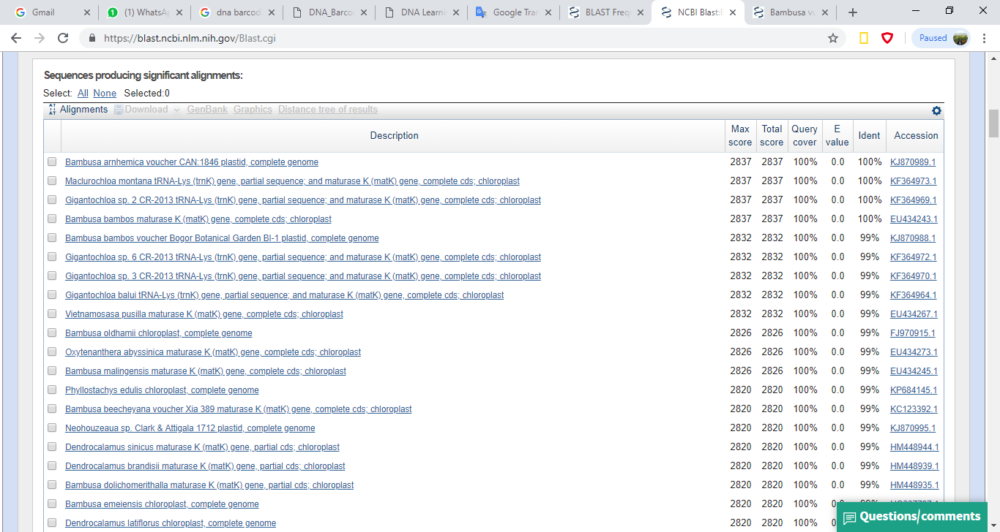 Gmail
(1) WhatsA
dna barcod
DNA_Barco
DNA Learni
Google Tran
BLAST Freq
NCBI Blast:
Bambusa vu
https://blast.ncbi.nlm.nih.gov/Blast.cgi
Paused
Sequences producing significant alignments:
Select: All None Selected:0
Alignments Download GenBank Graphics Distance tree of results
Description Max score Total score Query cover E value Ident Accession
Bambusa arnhemica voucher CAN:1846 plastid, complete genome 2837 2837 100% 0.0 100% KJ870989.1
Maclurochloa montana tRNA-Lys (trnK) gene, partial sequence; and maturase K (matK) gene, complete cds; chloroplast 2837 2837 100% 0.0 100% KF364973.1
Gigantochloa sp. 2 CR-2013 tRNA-Lys (trnK) gene, partial sequence; and maturase K (matK) gene, complete cds; chloroplast 2837 2837 100% 0.0 100% KF364969.1
Bambusa bambos maturase K (matK) gene, complete cds; chloroplast 2837 2837 100% 0.0 100% EU434243.1
Bambusa bambos voucher Bogor Botanical Garden BI-1 plastid, complete genome 2832 2832 100% 0.0 99% KJ870988.1
Gigantochloa sp. 6 CR-2013 tRNA-Lys (trnK) gene, partial sequence; and maturase K (matK) gene, complete cds; chloroplast 2832 2832 100% 0.0 99% KF364972.1
Gigantochloa sp. 3 CR-2013 tRNA-Lys (trnK) gene, partial sequence; and maturase K (matK) gene, complete cds; chloroplast 2832 2832 100% 0.0 99% KF364970.1
Gigantochloa balui tRNA-Lys (trnK) gene, partial sequence; and maturase K (matK) gene, complete cds; chloroplast 2832 2832 100% 0.0 99% KF364964.1
Vietnamosasa pusilla maturase K (matK) gene, complete cds; chloroplast 2832 2832 100% 0.0 99% EU434267.1
Bambusa oldhamii chloroplast, complete genome 2826 2826 100% 0.0 99% FJ970915.1
Oxytenanthera abyssinica maturase K (matK) gene, complete cds; chloroplast 2826 2826 100% 0.0 99% EU434273.1
Bambusa malingensis maturase K (matK) gene, complete cds; chloroplast 2826 2826 100% 0.0 99% EU434245.1
Phyllostachys edulis chloroplast, complete genome 2820 2820 100% 0.0 99% KP684145.1
Bambusa beecheyana voucher Xia 389 maturase K (matK) gene, complete cds; chloroplast 2820 2820 100% 0.0 99% KC123392.1
Neohouzeaua sp. Clark & Attigala 1712 plastid, complete genome 2820 2820 100% 0.0 99% KJ870995.1
Dendrocalamus sinicus maturase K (matK) gene, partial cds; chloroplast 2820 2820 100% 0.0 99% HM448944.1
Dendrocalamus brandisii maturase K (matK) gene, partial cds; chloroplast 2820 2820 100% 0.0 99% HM448939.1
Bambusa dolichomerithalla maturase K (matK) gene, partial cds; chloroplast 2820 2820 100% 0.0 99% HM448935.1
Bambusa emeiensis chloroplast, complete genome 2820 2820 100% 0.0 99%
Dendrocalamus latiflorus chloroplast, complete genome 2820 2820 100%
Questions/comments